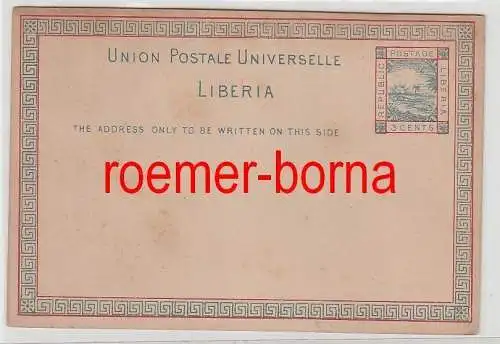 UNION POSTALE UNIVERSELLE
LIBERIA
THE ADDRESS ONLY TO BE WRITTEN ON THIS SIDE
POSTAGE
REPUBLIC
LIBERIA
3 CENTS
roemer-borna